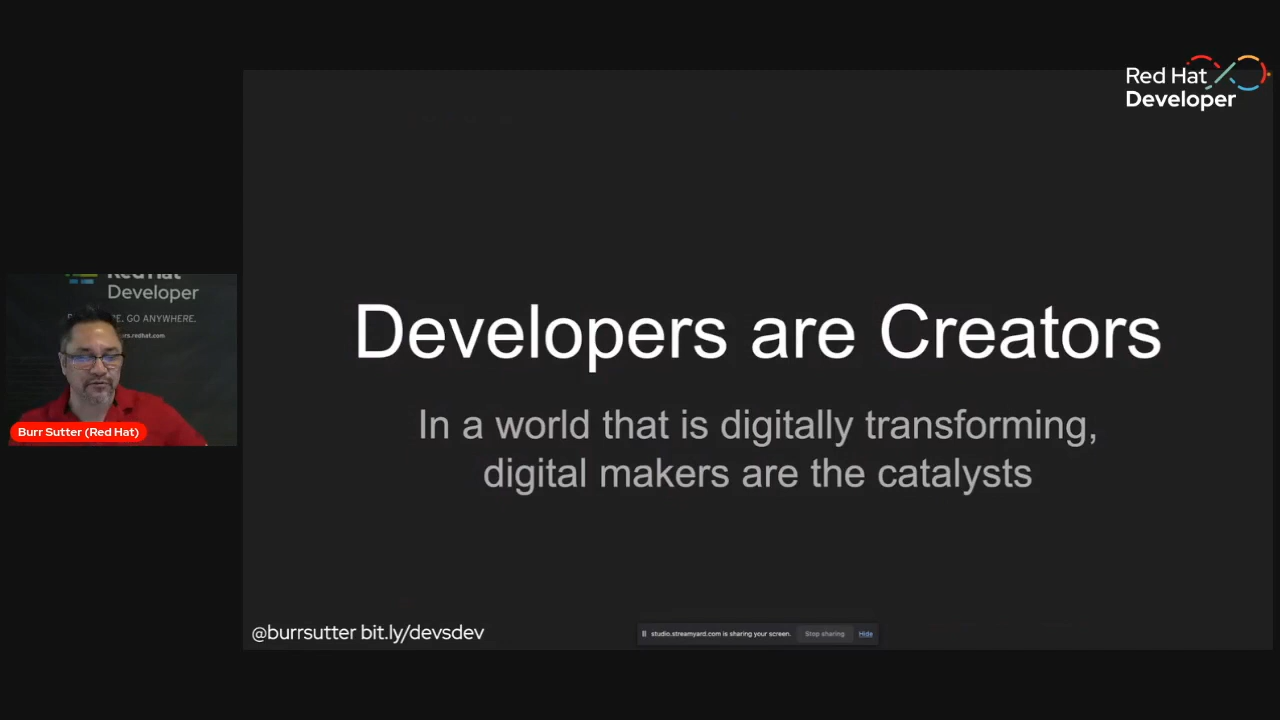 Red Hat
Developer
Developers are Creators
In a world that is digitally transforming,
digital makers are the catalysts
Red Hat
Developer
GO ANYWHERE.
Burr Sutter (Red Hat)
@burrsutter bit.ly/devsdev
studio.streamyard.com is sharing your screen. Stop sharing Hide